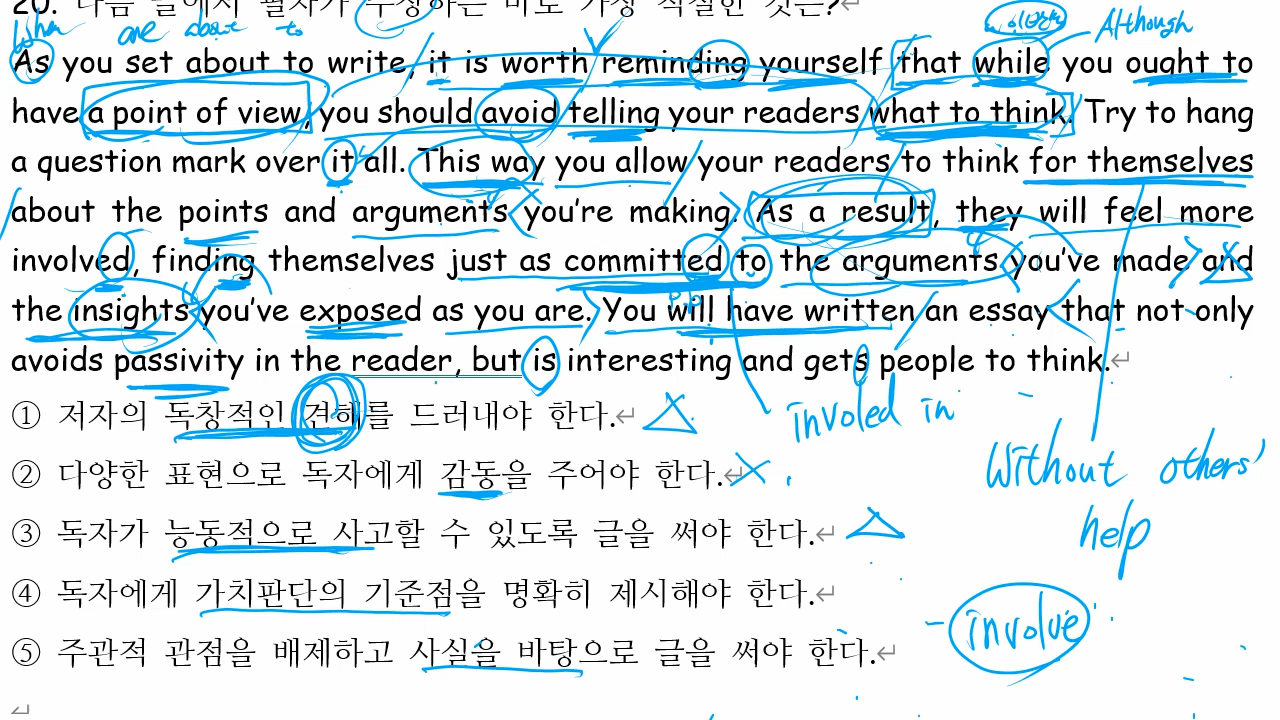 20. 다음 글에서 필자가 주장하는 바로 가장 적절한 것은?
When are about to Although
As you set about to write, it is worth reminding yourself that while you ought to
have a point of view, you should avoid telling your readers what to think. Try to hang
a question mark over it all. This way you allow your readers to think for themselves
about the points and arguments you're making. As a result, they will feel more
involved, finding themselves just as committed to the arguments you've made and
the insights you've exposed as you are. You will have written an essay that not only
p.p
avoids passivity in the reader, but is interesting and gets people to think.
① 저자의 독창적인 견해를 드러내야 한다.
involed in
② 다양한 표현으로 독자에게 감동을 주어야 한다.
Without others'
③ 독자가 능동적으로 사고할 수 있도록 글을 써야 한다.
help
④ 독자에게 가치판단의 기준점을 명확히 제시해야 한다.
- involve
⑤ 주관적 관점을 배제하고 사실을 바탕으로 글을 써야 한다.